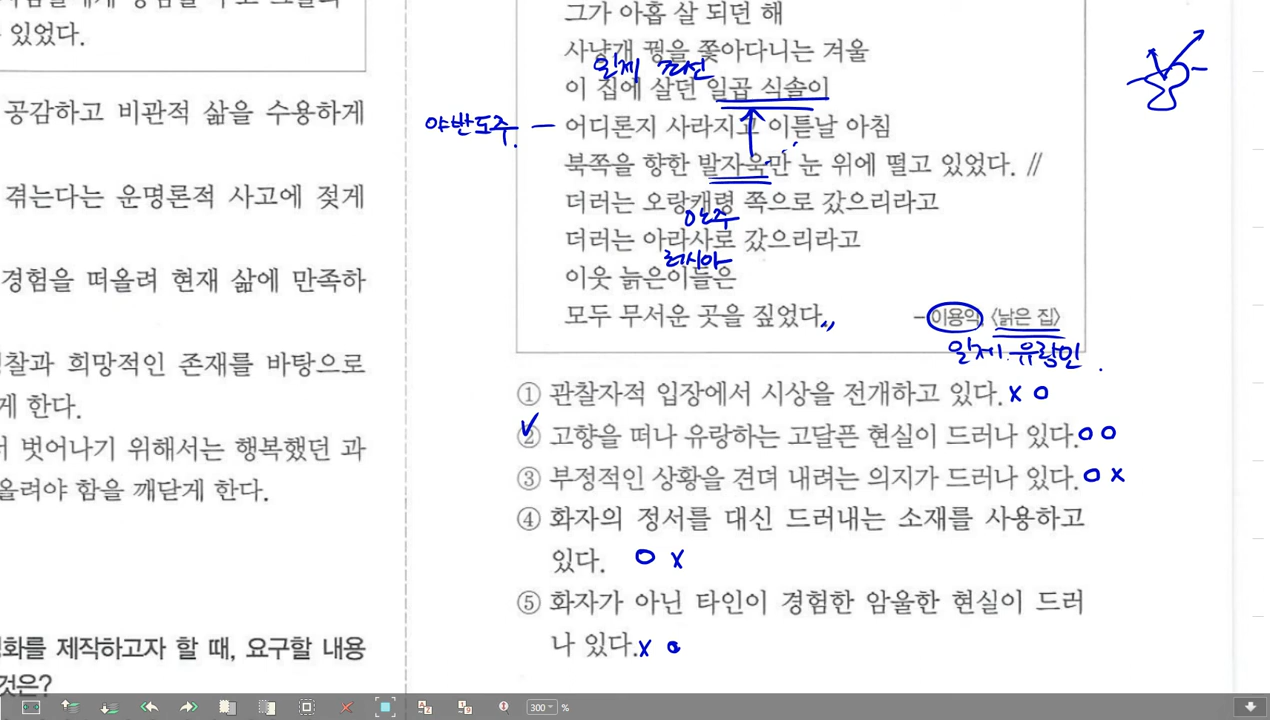 있었다.
공감하고 비관적 삶을 수용하게
겪는다는 운명론적 사고에 젖게
경험을 떠올려 현재 삶에 만족하
찰과 희망적인 존재를 바탕으로
게 한다.
벗어나기 위해서는 행복했던 과
올려야 함을 깨닫게 한다.
화를 제작하고자 할 때, 요구할 내용
것은?
그가 아홉 살 되던 해
사냥개 꿩을 쫓아다니는 겨울
일제
이 집에 살던 일곱 식솔이
야반도주. — 어디론지 사라지고 이튿날 아침
북쪽을 향한 발자욱만 눈 위에 떨고 있었다. //
더러는 오랑캐령 쪽으로 갔으리라고
만주
더러는 아라사로 갔으리라고
러시아
이웃 늙은이들은
모두 무서운 곳을 짚었다.
- 이용악, 〈낡은 집〉
일제 유랑민
① 관찰자적 입장에서 시상을 전개하고 있다. x o
② 고향을 떠나 유랑하는 고달픈 현실이 드러나 있다. o o
③ 부정적인 상황을 견뎌 내려는 의지가 드러나 있다. o x
④ 화자의 정서를 대신 드러내는 소재를 사용하고
있다. o x
⑤ 화자가 아닌 타인이 경험한 암울한 현실이 드러
나 있다. x o
300 %